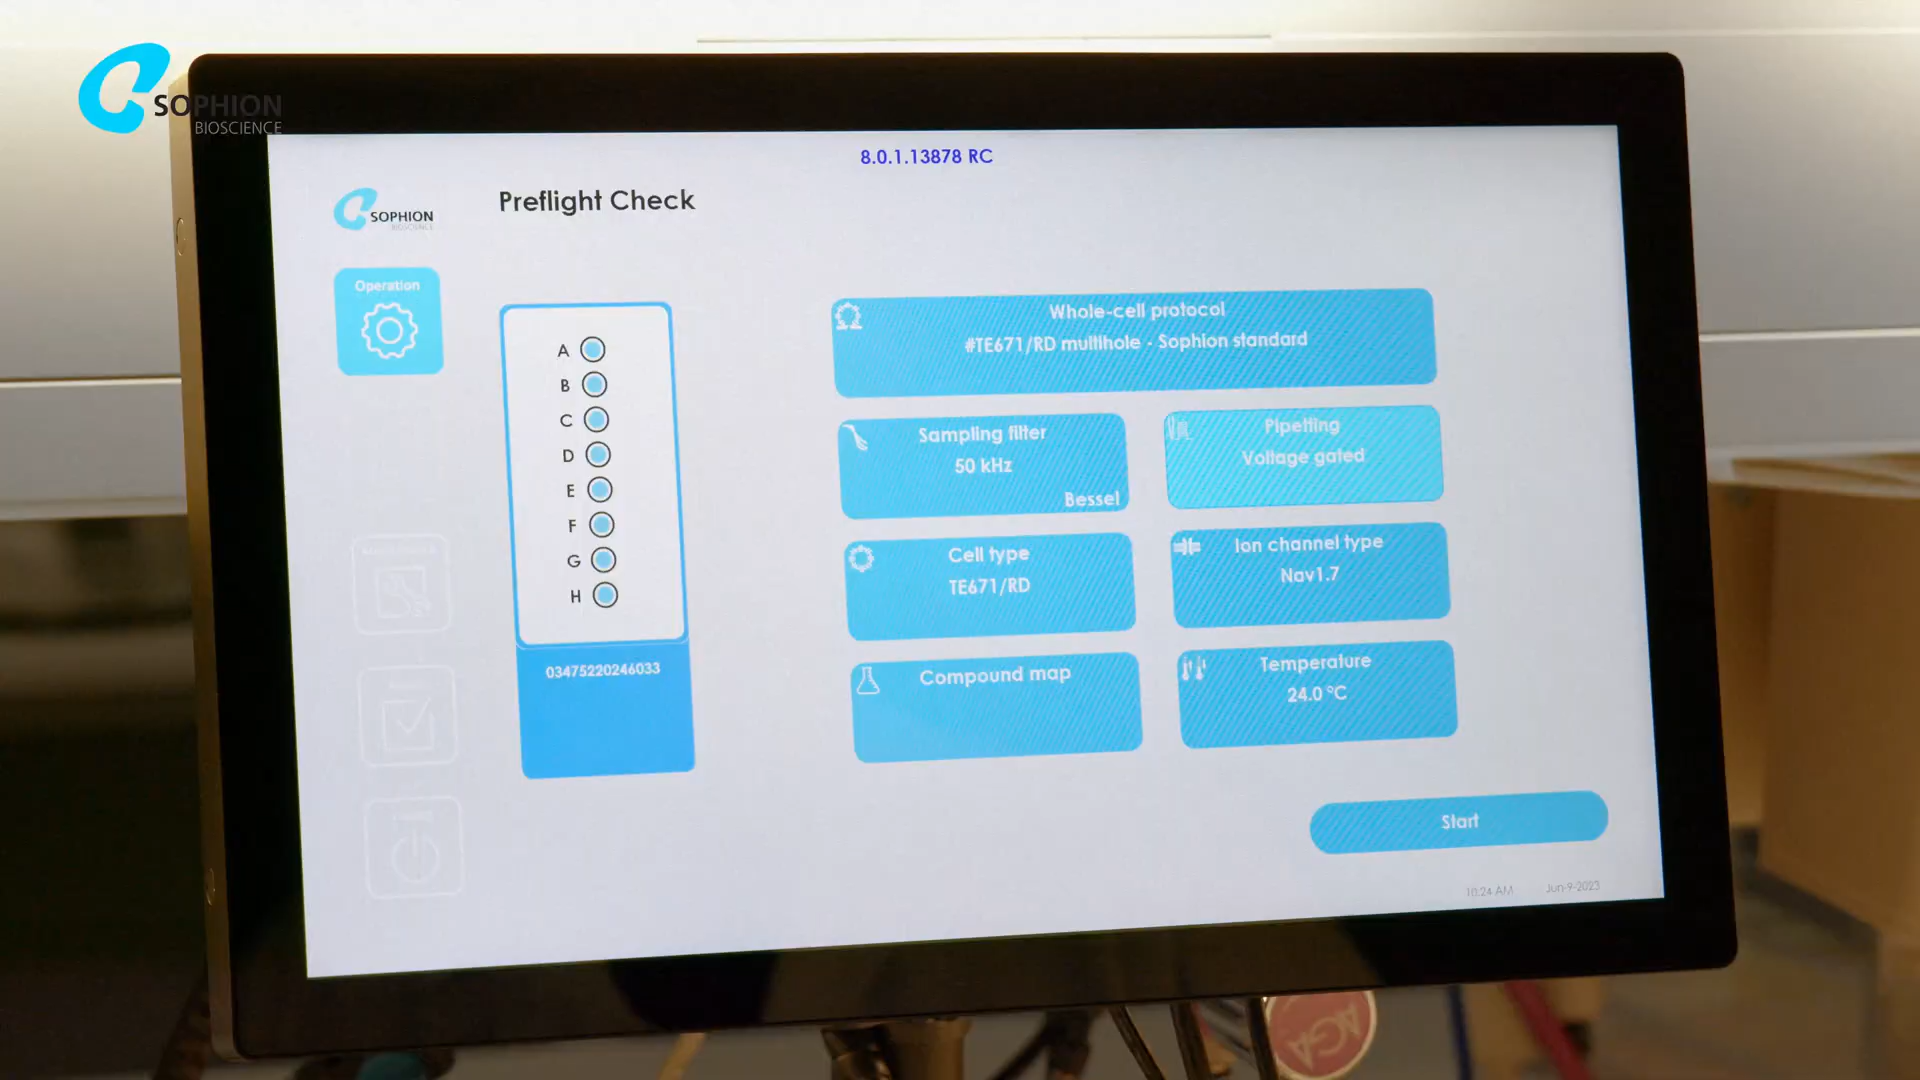 SOPHION
BIOSCIENCE
8.0.1.13878 RC
SOPHION
BIOSCIENCE
Preflight Check
Operation
A
B
C
D
E
F
G
H
03475220246033
Whole-cell protocol
#TE671/RD multihole - Sophion standard
Sampling filter
50 kHz
Bessel
Pipetting
Voltage gated
Cell type
TE671/RD
Ion channel type
Nav1.7
Compound map
Temperature
24.0 °C
Start
10:24 AM
Jun-9-2023
AGA